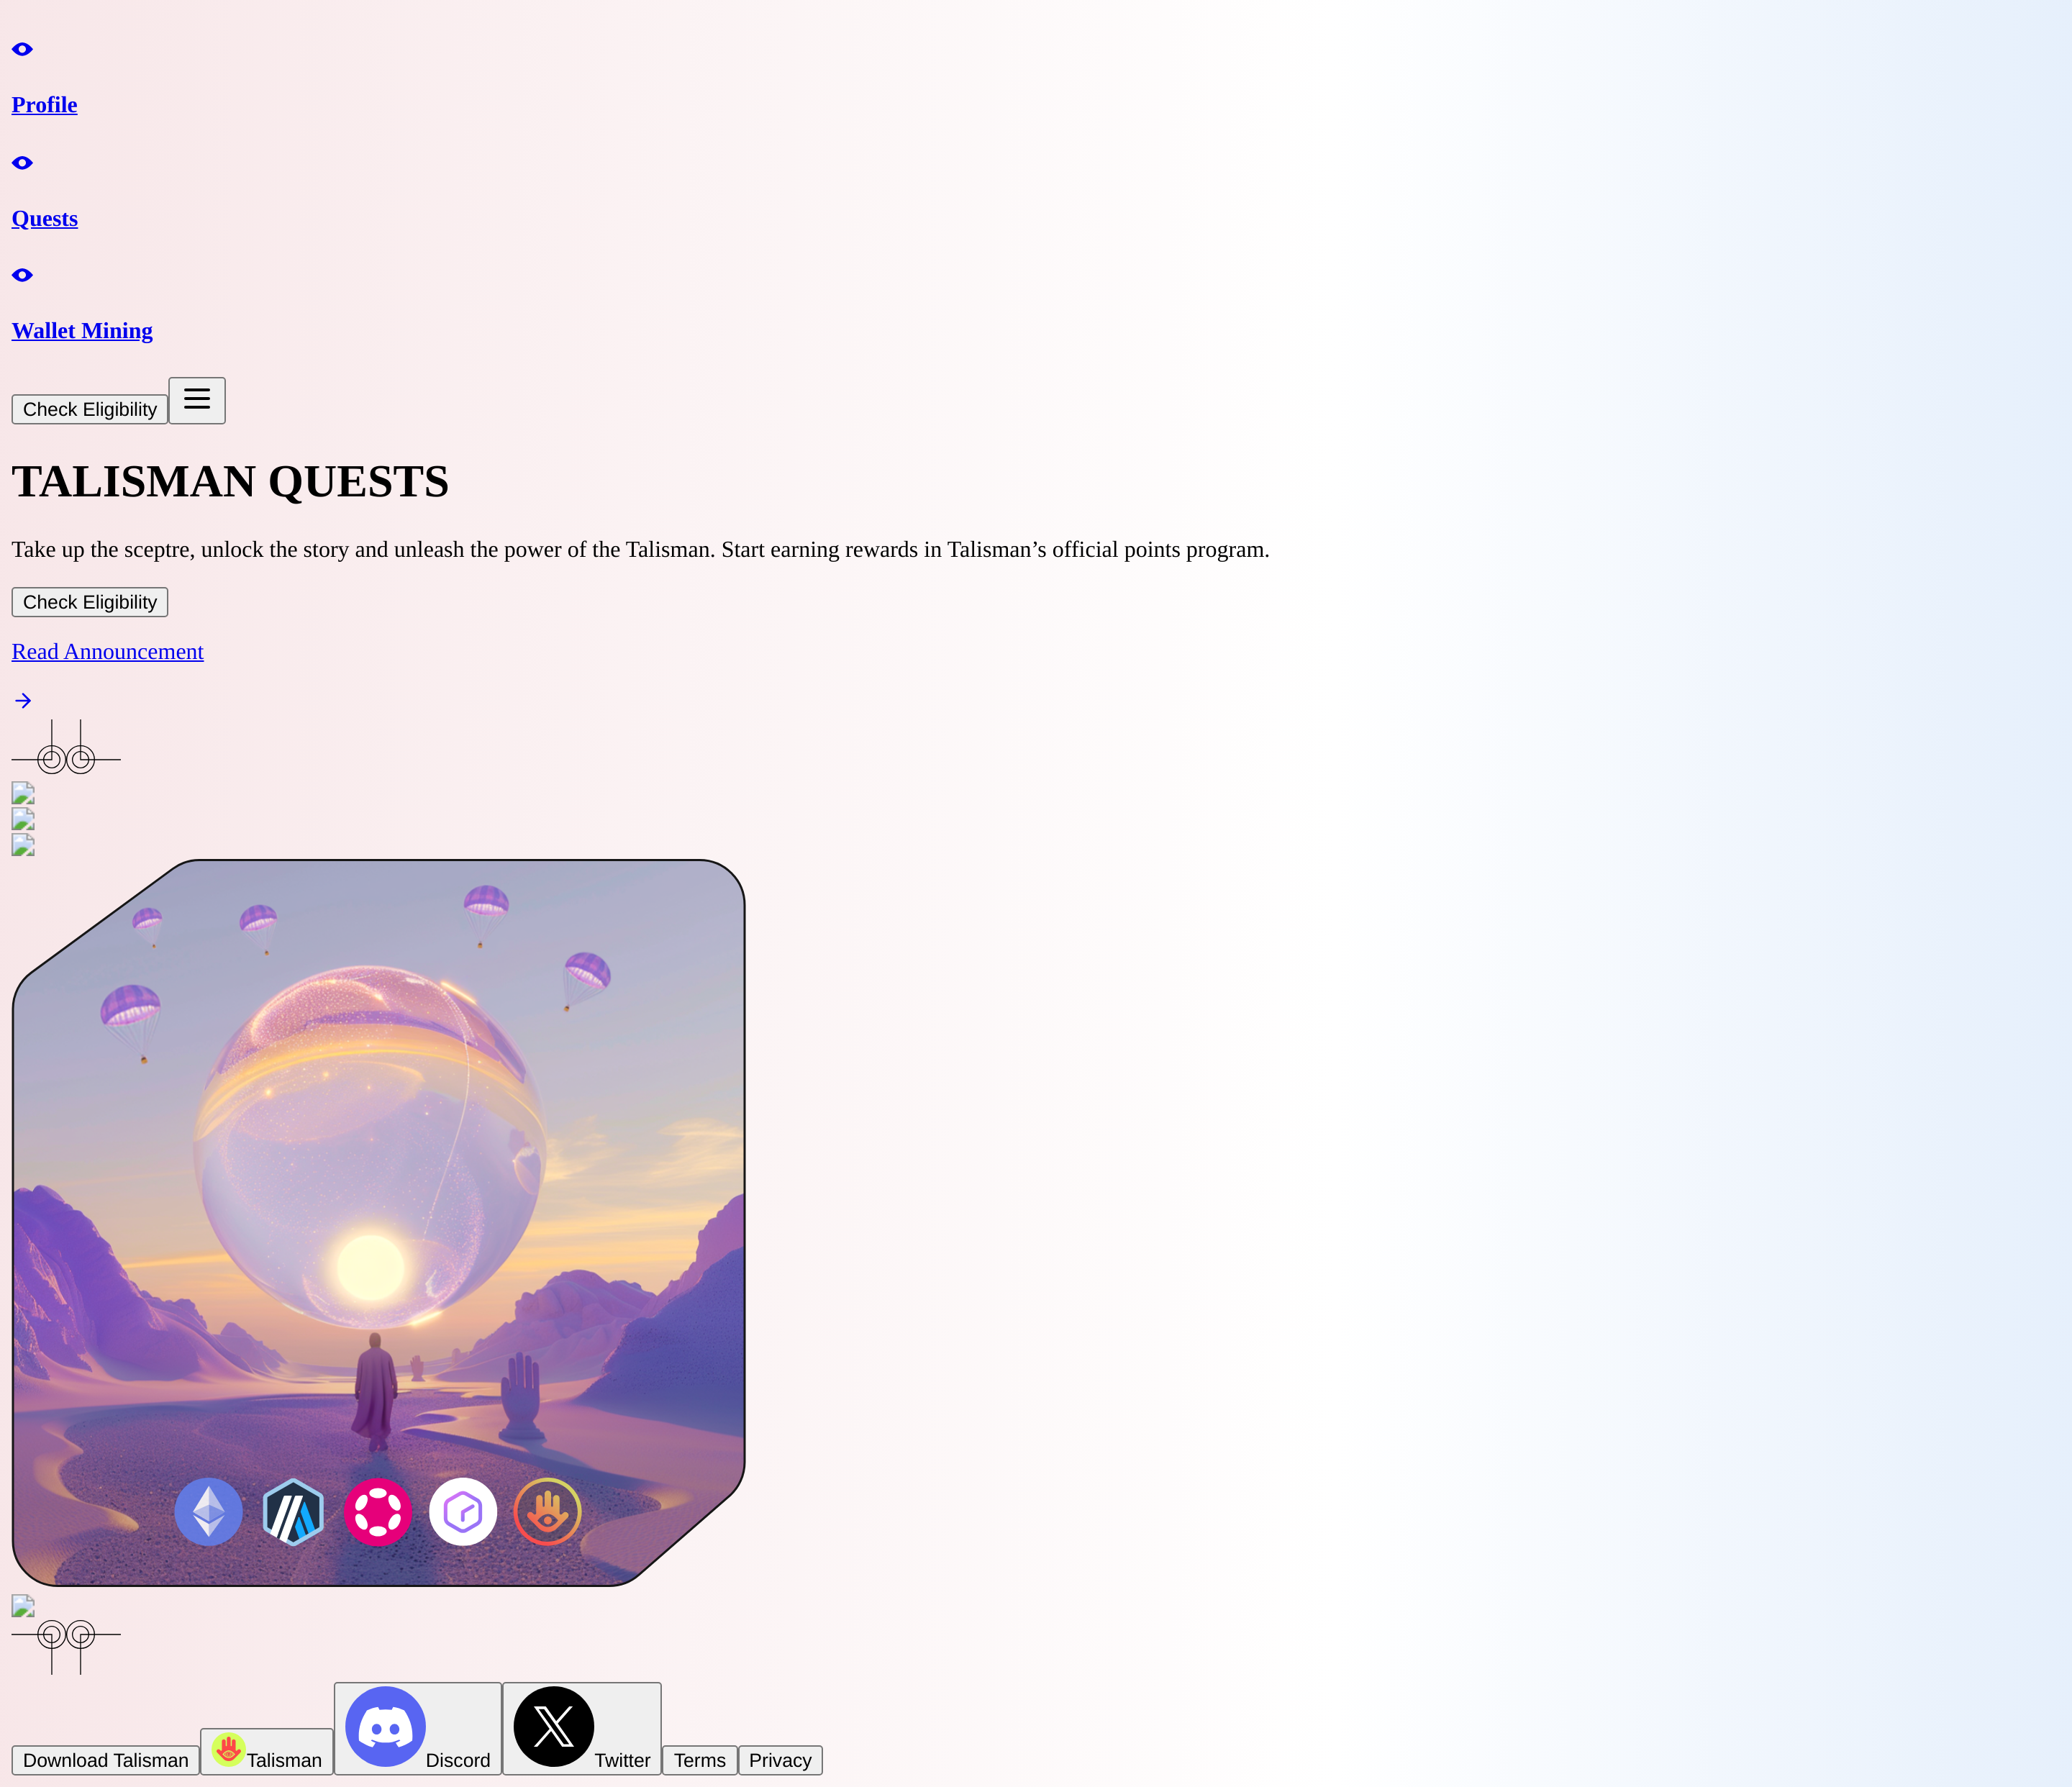 Profile
Quests
Wallet Mining
Check Eligibility
TALISMAN QUESTS
Take up the sceptre, unlock the story and unleash the power of the Talisman. Start earning rewards in Talisman’s official points program.
Check Eligibility
Read Announcement
Download Talisman Talisman Discord Twitter Terms Privacy